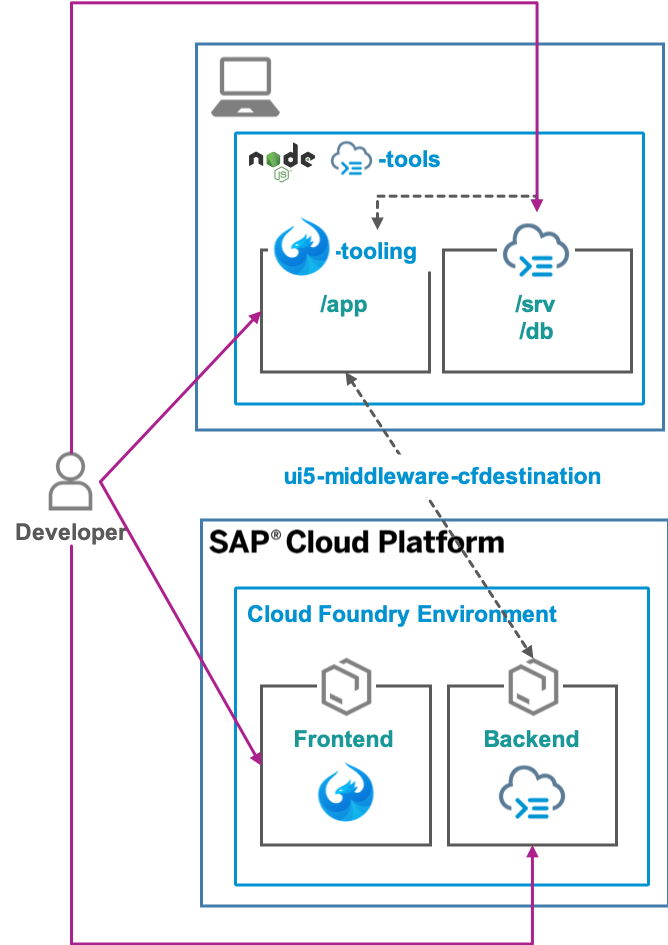 node
JS
-tools
-tooling
/app
/srv
/db
ui5-middleware-cfdestination
Developer
SAP® Cloud Platform
Cloud Foundry Environment
Frontend
Backend